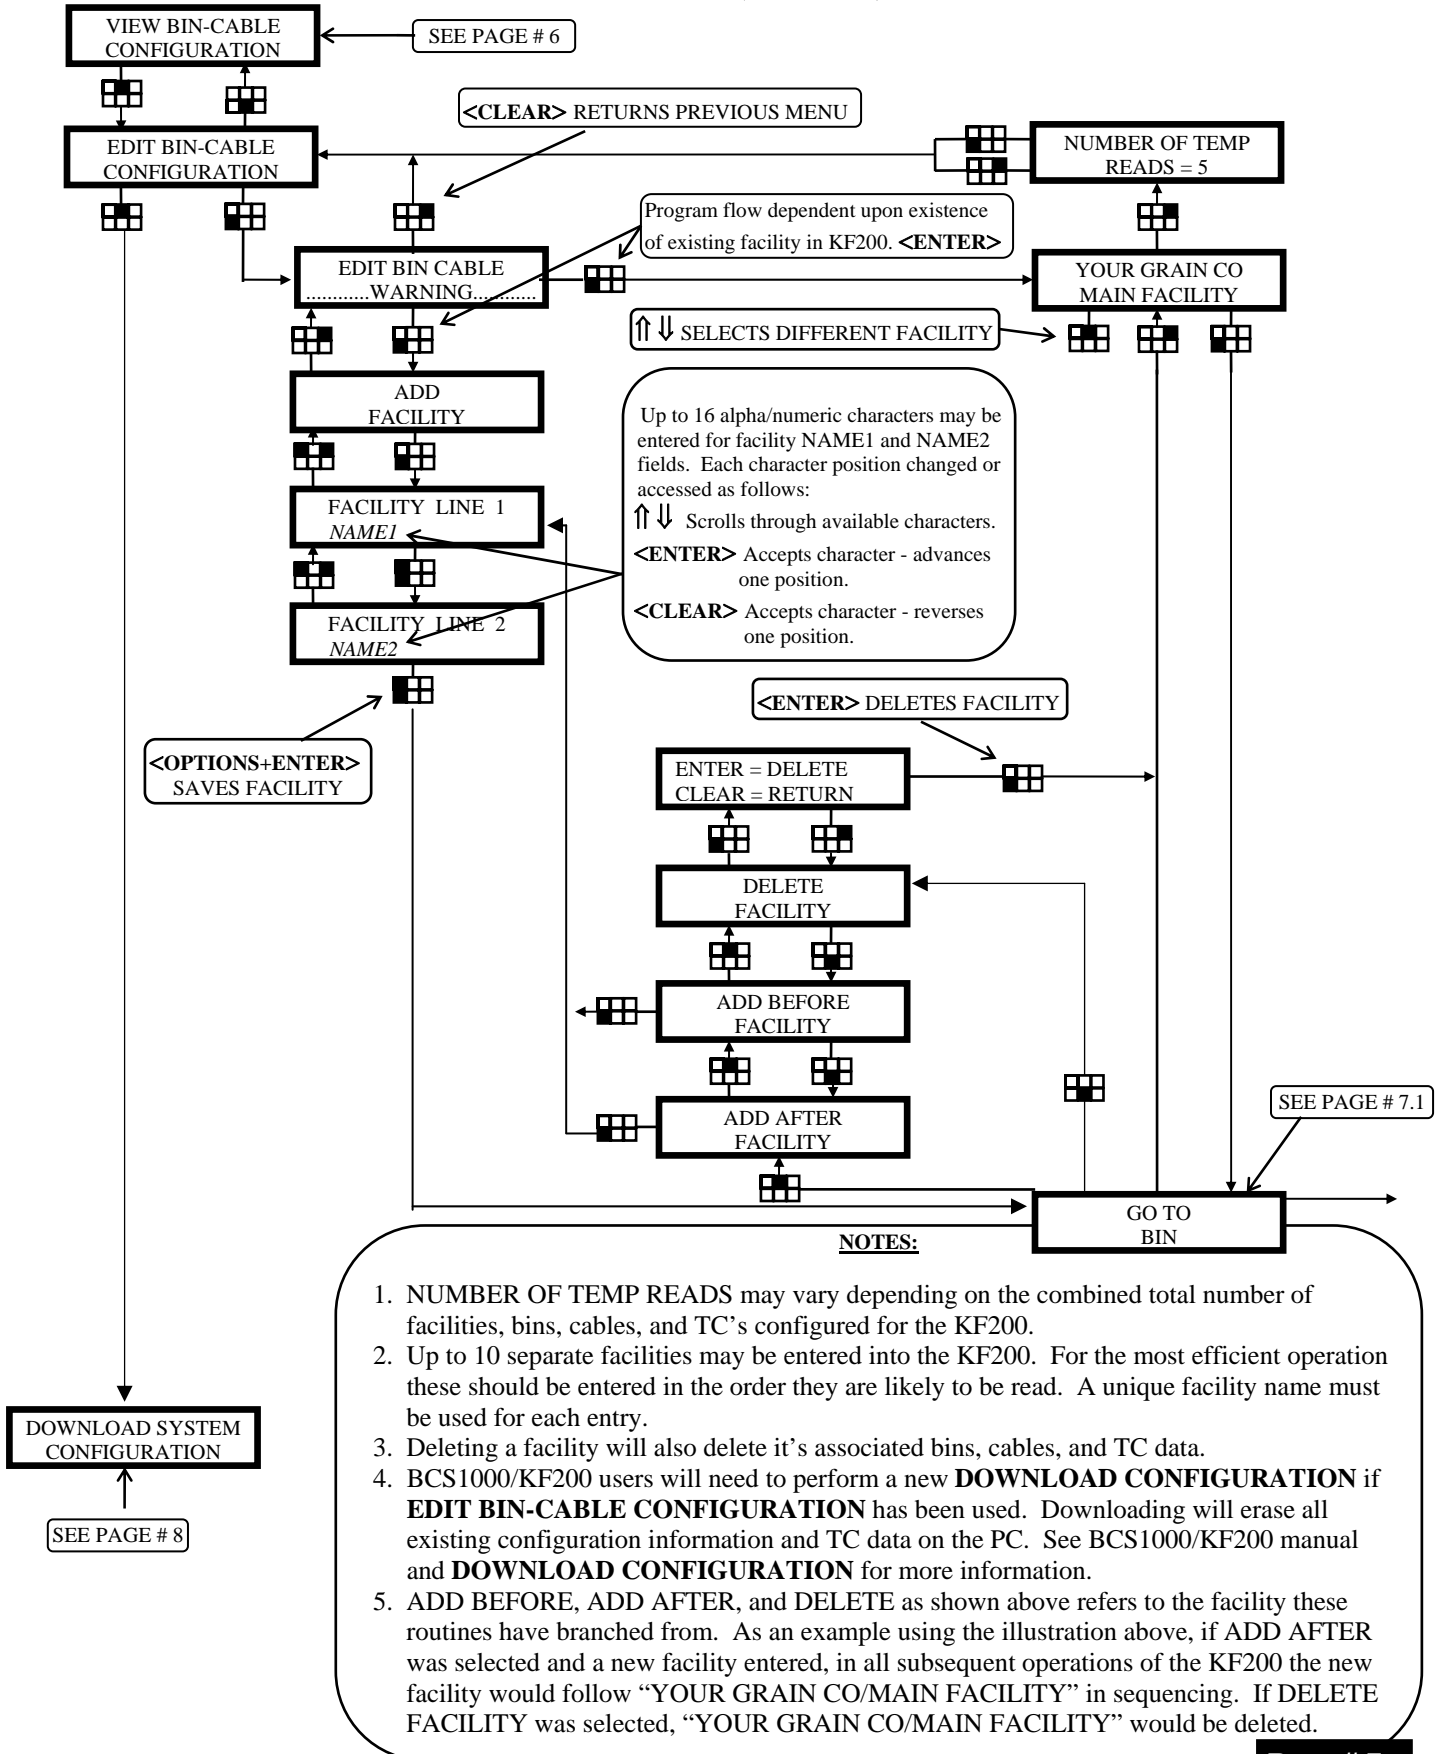 VIEW BIN-CABLE
CONFIGURATION
SEE PAGE # 6
<CLEAR> RETURNS PREVIOUS MENU
EDIT BIN-CABLE
CONFIGURATION
NUMBER OF TEMP
READS = 5
Program flow dependent upon existence
of existing facility in KF200. <ENTER>
EDIT BIN CABLE
............WARNING............
YOUR GRAIN CO
MAIN FACILITY
⇑ ⇓ SELECTS DIFFERENT FACILITY
ADD
FACILITY
Up to 16 alpha/numeric characters may be
entered for facility NAME1 and NAME2
fields. Each character position changed or
accessed as follows:
⇑ ⇓ Scrolls through available characters.
<ENTER> Accepts character - advances
one position.
<CLEAR> Accepts character - reverses
one position.
FACILITY LINE 1
NAME1
FACILITY LINE 2
NAME2
<OPTIONS+ENTER>
SAVES FACILITY
<ENTER> DELETES FACILITY
ENTER = DELETE
CLEAR = RETURN
DELETE
FACILITY
ADD BEFORE
FACILITY
ADD AFTER
FACILITY
SEE PAGE # 7.1
GO TO
BIN
DOWNLOAD SYSTEM
CONFIGURATION
SEE PAGE # 8
NOTES:
1. NUMBER OF TEMP READS may vary depending on the combined total number of
facilities, bins, cables, and TC's configured for the KF200.
2. Up to 10 separate facilities may be entered into the KF200. For the most efficient operation
these should be entered in the order they are likely to be read. A unique facility name must
be used for each entry.
3. Deleting a facility will also delete it's associated bins, cables, and TC data.
4. BCS1000/KF200 users will need to perform a new DOWNLOAD CONFIGURATION if
EDIT BIN-CABLE CONFIGURATION has been used. Downloading will erase all
existing configuration information and TC data on the PC. See BCS1000/KF200 manual
and DOWNLOAD CONFIGURATION for more information.
5. ADD BEFORE, ADD AFTER, and DELETE as shown above refers to the facility these
routines have branched from. As an example using the illustration above, if ADD AFTER
was selected and a new facility entered, in all subsequent operations of the KF200 the new
facility would follow “YOUR GRAIN CO/MAIN FACILITY” in sequencing. If DELETE
FACILITY was selected, “YOUR GRAIN CO/MAIN FACILITY” would be deleted.